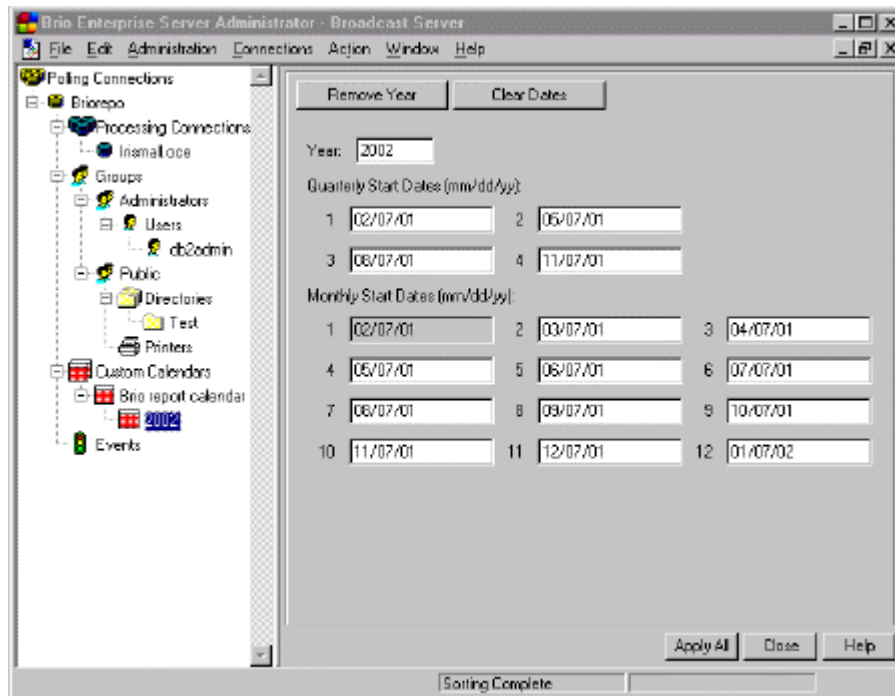 Brio Enterprise Server Administrator - Broadcast Server
File Edit Administration Connections Action Window Help
Polling Connections
Briorepo
Processing Connections
Groups
Administrators
Users
db2admin
Public
Directories
Test
Printers
Custom Calendars
Brio report calendar
2002
Events
Remove Year Clear Dates
Year: 2002
Quarterly Start Dates (mm/dd/yy):
1 02/07/01 2 05/07/01
3 08/07/01 4 11/07/01
Monthly Start Dates (mm/dd/yy):
1 02/07/01 2 03/07/01 3 04/07/01
4 05/07/01 5 06/07/01 6 07/07/01
7 08/07/01 8 09/07/01 9 10/07/01
10 11/07/01 11 12/07/01 12 01/07/02
Apply All Close Help
Sorting Complete